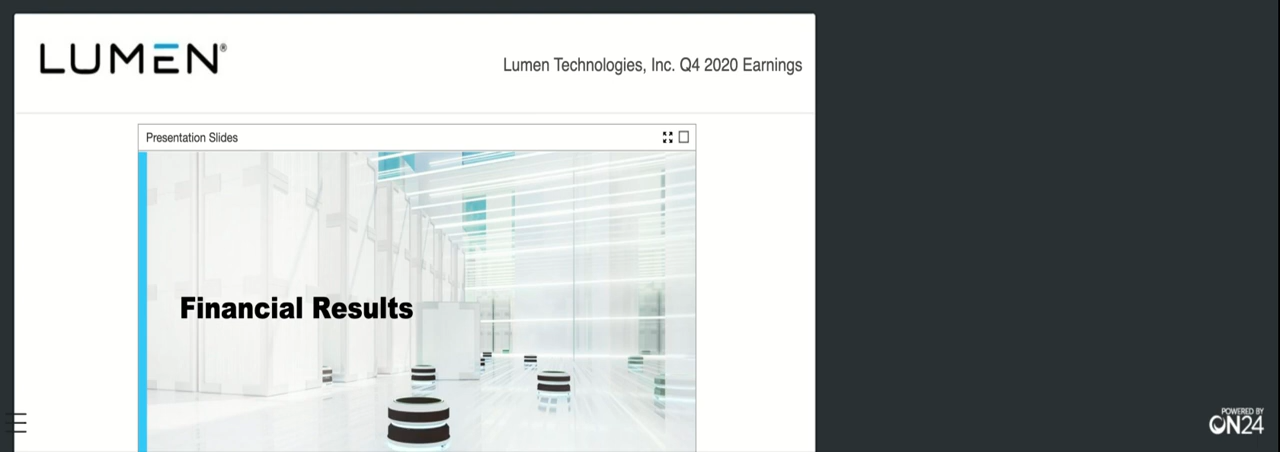 LUMEN®
Lumen Technologies, Inc. Q4 2020 Earnings
Presentation Slides
Financial Results
POWERED BY
ON24